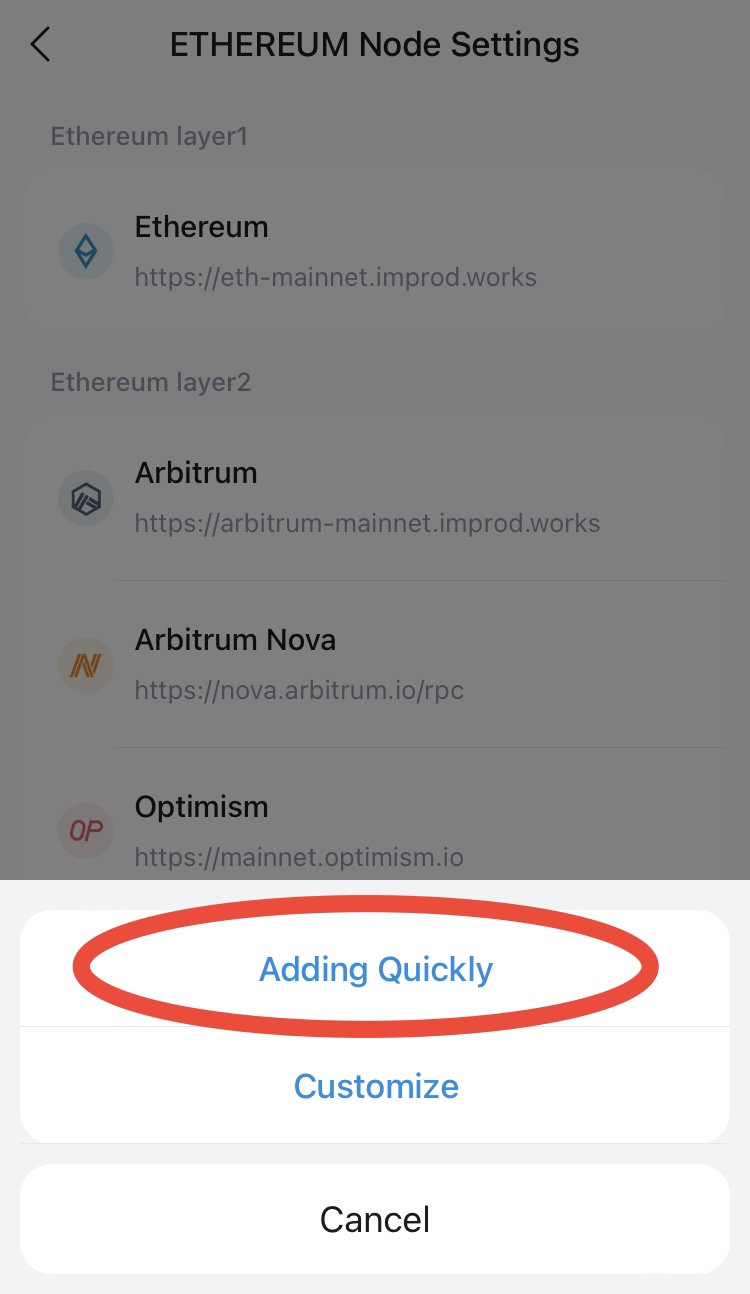 ETHEREUM Node Settings
Ethereum layer1
Ethereum
https://eth-mainnet.improd.works
Ethereum layer2
Arbitrum
https://arbitrum-mainnet.improd.works
Arbitrum Nova
https://nova.arbitrum.io/rpc
OP
Optimism
https://mainnet.optimism.io
Adding Quickly
Customize
Cancel